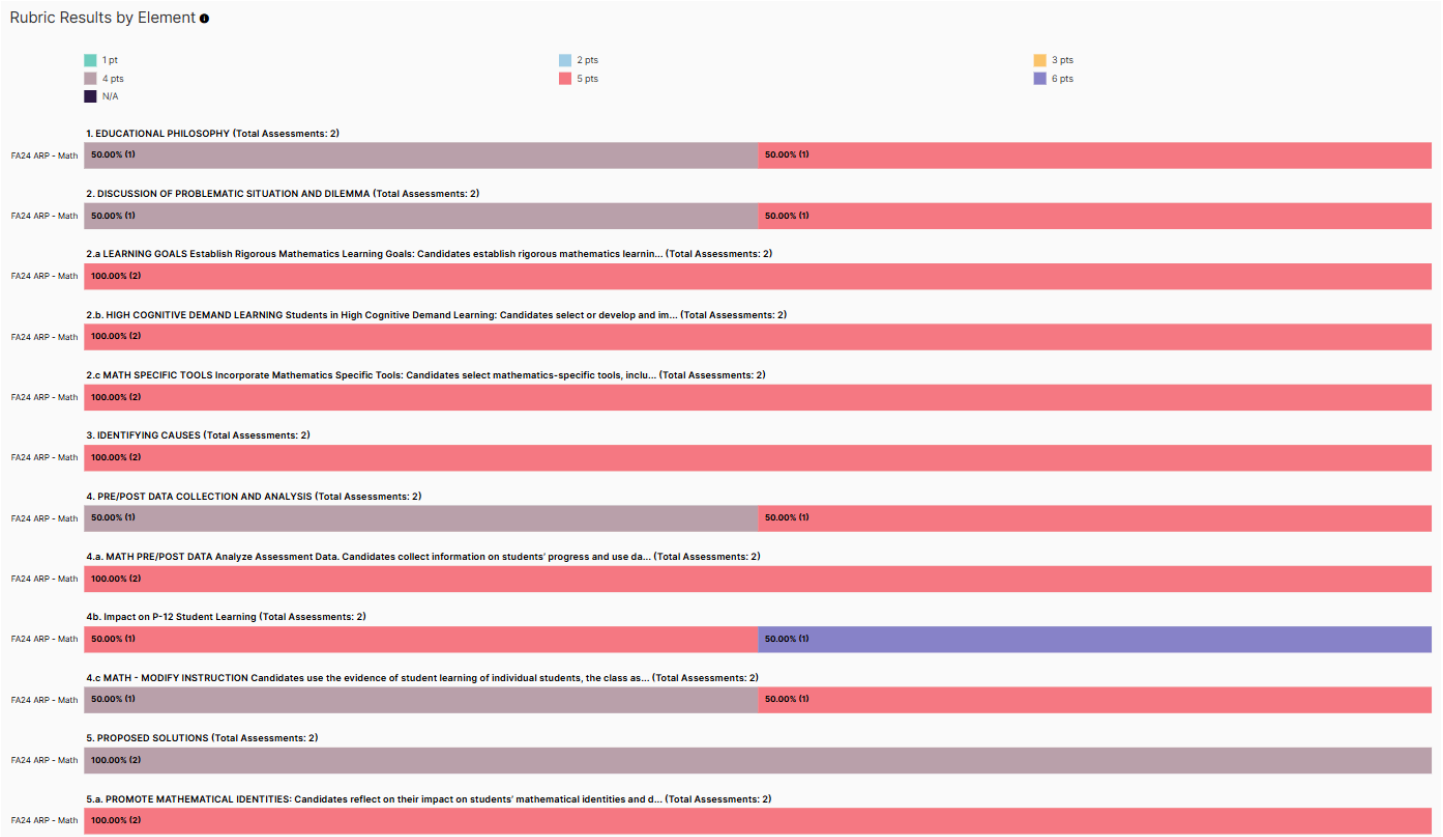 Rubric Results by Element
1 pt 2 pts 3 pts
4 pts 5 pts 6 pts
N/A
1. EDUCATIONAL PHILOSOPHY (Total Assessments: 2)
FA24 ARP - Math 50.00% (1) 50.00% (1)
2. DISCUSSION OF PROBLEMATIC SITUATION AND DILEMMA (Total Assessments: 2)
FA24 ARP - Math 50.00% (1) 50.00% (1)
2.a LEARNING GOALS Establish Rigorous Mathematics Learning Goals: Candidates establish rigorous mathematics learnin... (Total Assessments: 2)
FA24 ARP - Math 100.00% (2)
2.b. HIGH COGNITIVE DEMAND LEARNING Students in High Cognitive Demand Learning: Candidates select or develop and im... (Total Assessments: 2)
FA24 ARP - Math 100.00% (2)
2.c MATH SPECIFIC TOOLS Incorporate Mathematics Specific Tools: Candidates select mathematics-specific tools, inclu... (Total Assessments: 2)
FA24 ARP - Math 100.00% (2)
3. IDENTIFYING CAUSES (Total Assessments: 2)
FA24 ARP - Math 100.00% (2)
4. PRE/POST DATA COLLECTION AND ANALYSIS (Total Assessments: 2)
FA24 ARP - Math 50.00% (1) 50.00% (1)
4.a. MATH PRE/POST DATA Analyze Assessment Data. Candidates collect information on students' progress and use da... (Total Assessments: 2)
FA24 ARP - Math 100.00% (2)
4b. Impact on P-12 Student Learning (Total Assessments: 2)
FA24 ARP - Math 50.00% (1) 50.00% (1)
4.c MATH - MODIFY INSTRUCTION Candidates use the evidence of student learning of individual students, the class as... (Total Assessments: 2)
FA24 ARP - Math 50.00% (1) 50.00% (1)
5. PROPOSED SOLUTIONS (Total Assessments: 2)
FA24 ARP - Math 100.00% (2)
5.a. PROMOTE MATHEMATICAL IDENTITIES: Candidates reflect on their impact on students' mathematical identities and d... (Total Assessments: 2)
FA24 ARP - Math 100.00% (2)